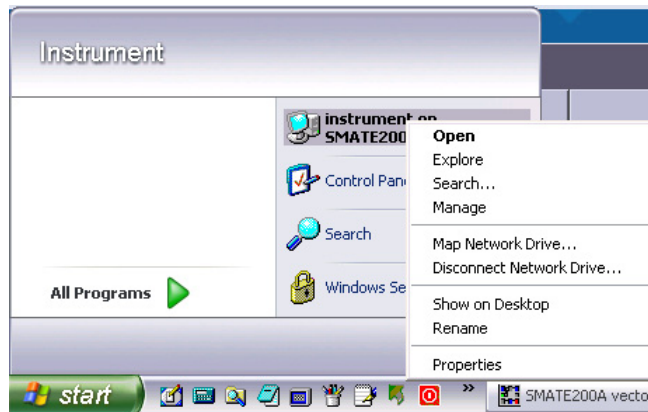 Instrument
instrument on
SMATE200
Control Pan
Search
Windows Se
All Programs
Open
Explore
Search...
Manage
Map Network Drive...
Disconnect Network Drive...
Show on Desktop
Rename
Properties
start
»
SMATE200A vecto